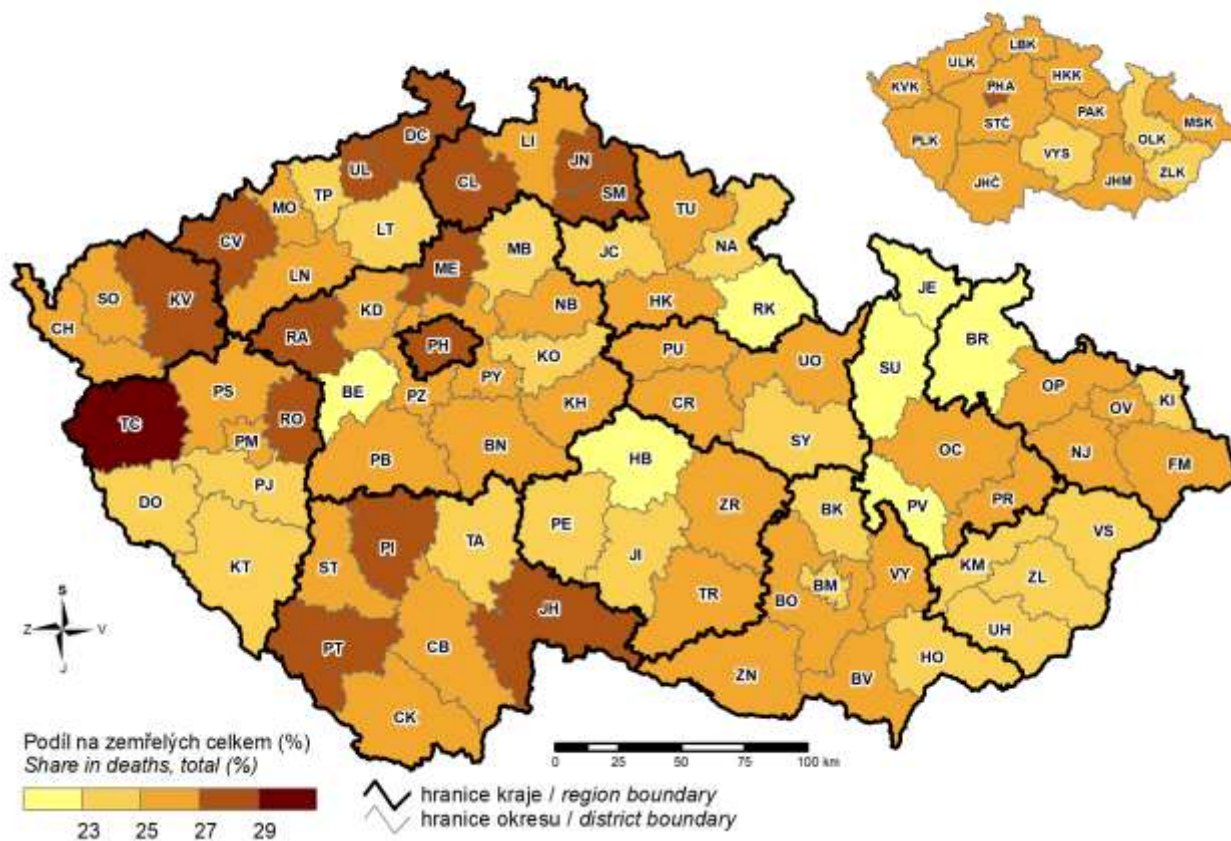 LBK
ULK
HKK
KVK
PHA
PAK
STČ
MSK
PLK
OLK
VYS
ZLK
JHČ
JHM
DC
LI
UL
JN
CL
SM
TP
MO
TU
LT
CV
MB
JC
NA
ME
LN
SO
KV
NB
HK
RK
JE
KD
CH
RA
PH
BR
PU
UO
KO
SU
PS
BE
PZ
PY
OP
TC
RO
KH
CR
OV
KI
PM
SY
OC
NJ
FM
PB
BN
HB
PJ
DO
PR
ZR
PV
BK
PE
PI
TA
VS
JI
KT
ST
KM
ZL
BM
VY
TR
BO
JH
UH
PT
CB
HO
ZN
BV
CK
S
Z V
J
Podíl na zemřelých celkem (%)
Share in deaths, total (%)
23 25 27 29
0 25 50 75 100 km
hranice kraje / region boundary
hranice okresu / district boundary